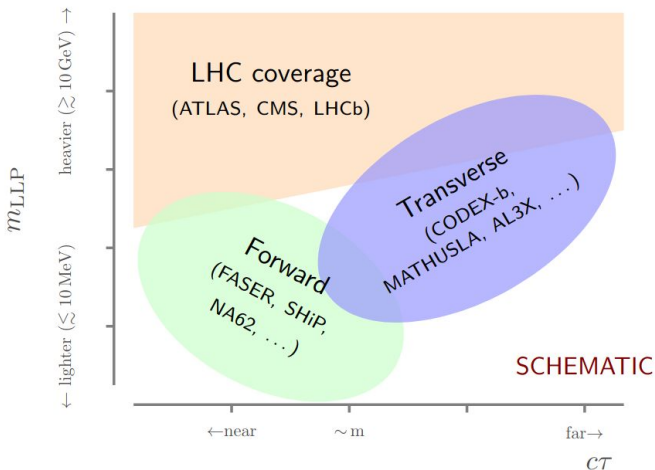 LHC coverage
(ATLAS, CMS, LHCb)
Transverse
(CODEX-b,
MATHUSLA, AL3X, ...)
Forward
(FASER, SHiP,
NA62, ...)
SCHEMATIC
m_LLP
← lighter (≲ 10 MeV)
heavier (≳ 10 GeV) →
←near
∼ m
far→
cτ